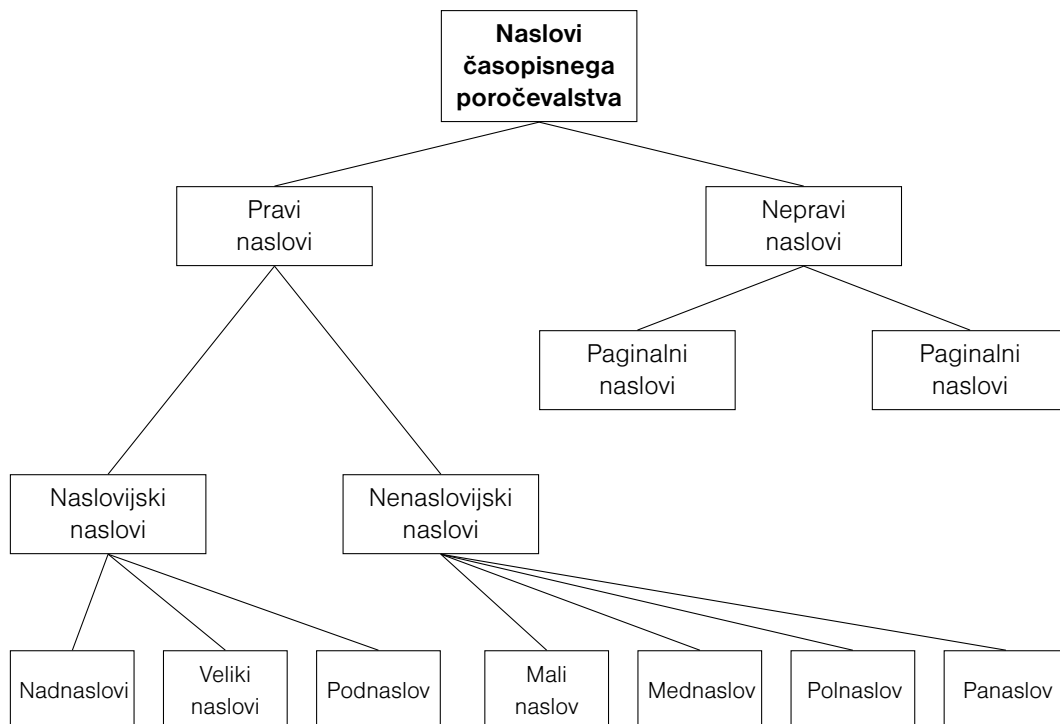 Naslovi
časopisnega
poročevalstva
Pravi
naslovi
Nepravi
naslovi
Paginalni
naslovi
Paginalni
naslovi
Naslovijski
naslovi
Nenaslovijski
naslovi
Nadnaslovi
Veliki
naslovi
Podnaslov
Mali
naslov
Mednaslov
Polnaslov
Panaslov